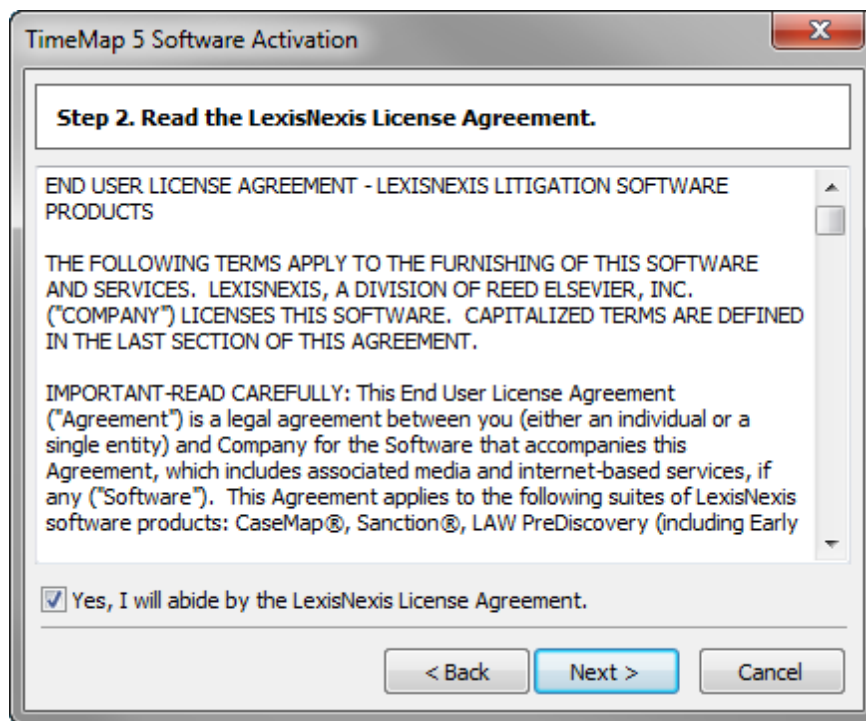 TimeMap 5 Software Activation
Step 2. Read the LexisNexis License Agreement.
END USER LICENSE AGREEMENT - LEXISNEXIS LITIGATION SOFTWARE
PRODUCTS
THE FOLLOWING TERMS APPLY TO THE FURNISHING OF THIS SOFTWARE
AND SERVICES. LEXISNEXIS, A DIVISION OF REED ELSEVIER, INC.
("COMPANY") LICENSES THIS SOFTWARE. CAPITALIZED TERMS ARE DEFINED
IN THE LAST SECTION OF THIS AGREEMENT.
IMPORTANT-READ CAREFULLY: This End User License Agreement
("Agreement") is a legal agreement between you (either an individual or a
single entity) and Company for the Software that accompanies this
Agreement, which includes associated media and internet-based services, if
any ("Software"). This Agreement applies to the following suites of LexisNexis
software products: CaseMap®, Sanction®, LAW PreDiscovery (including Early
Yes, I will abide by the LexisNexis License Agreement.
< Back Next > Cancel